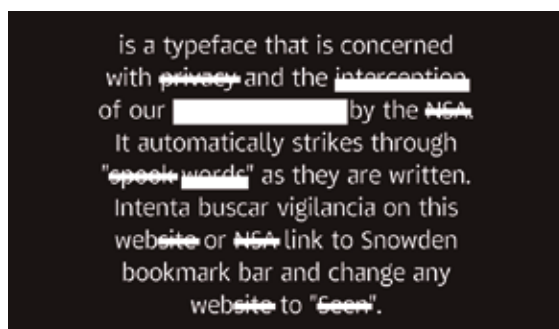 is a typeface that is concerned
with privacy and the interception
of our by the NSA.
It automatically strikes through
"spook words" as they are written.
Intenta buscar vigilancia on this
website or NSA link to Snowden
bookmark bar and change any
website to "Seen".